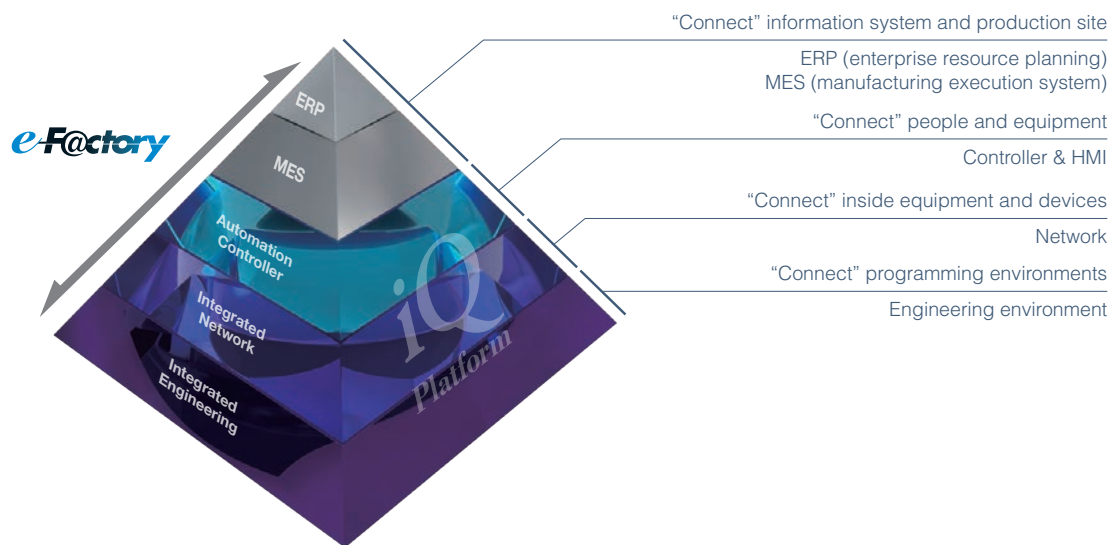 “Connect” information system and production site
ERP (enterprise resource planning)
MES (manufacturing execution system)
“Connect” people and equipment
Controller & HMI
“Connect” inside equipment and devices
Network
“Connect” programming environments
Engineering environment
e-F@ctory
ERP
MES
Automation
Controller
Integrated
Network
Integrated
Engineering
iQ
Platform